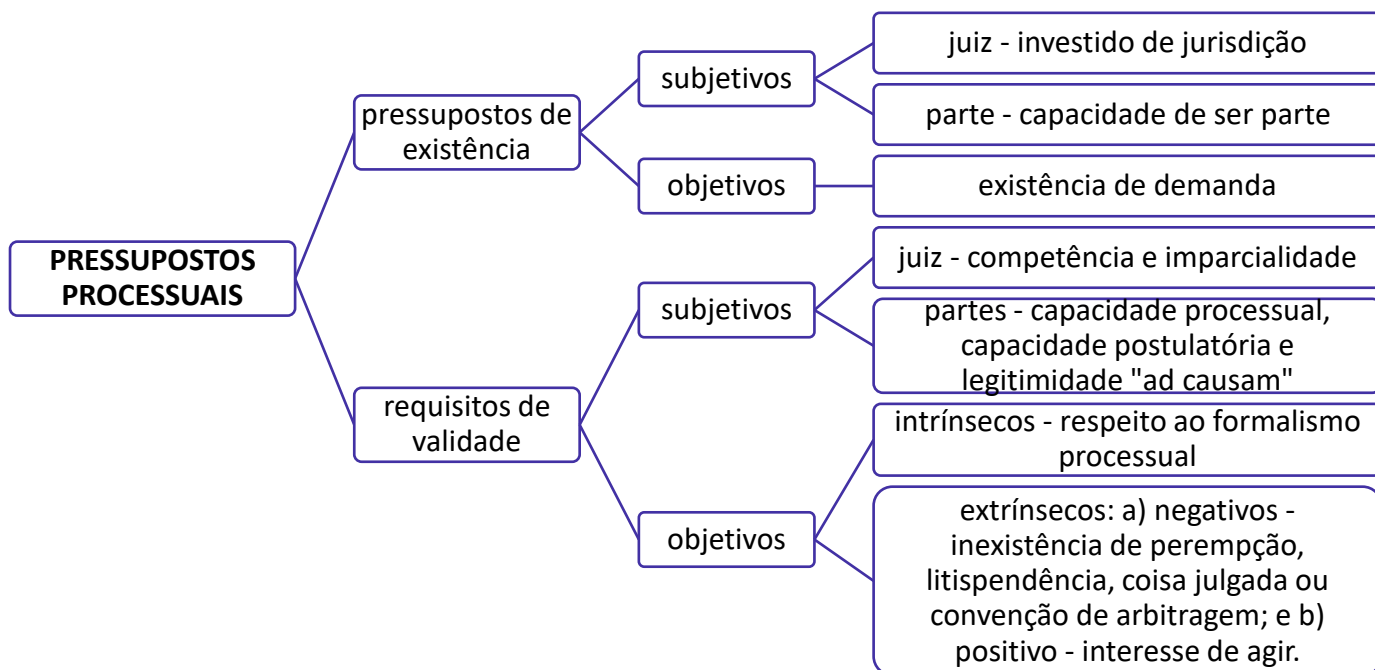 PRESSUPOSTOS
PROCESSUAIS
pressupostos de
existência
subjetivos
juiz - investido de jurisdição
parte - capacidade de ser parte
objetivos
existência de demanda
requisitos de
validade
subjetivos
juiz - competência e imparcialidade
partes - capacidade processual,
capacidade postulatória e
legitimidade "ad causam"
objetivos
intrínsecos - respeito ao formalismo
processual
extrínsecos: a) negativos -
inexistência de perempção,
litispendência, coisa julgada ou
convenção de arbitragem; e b)
positivo - interesse de agir.